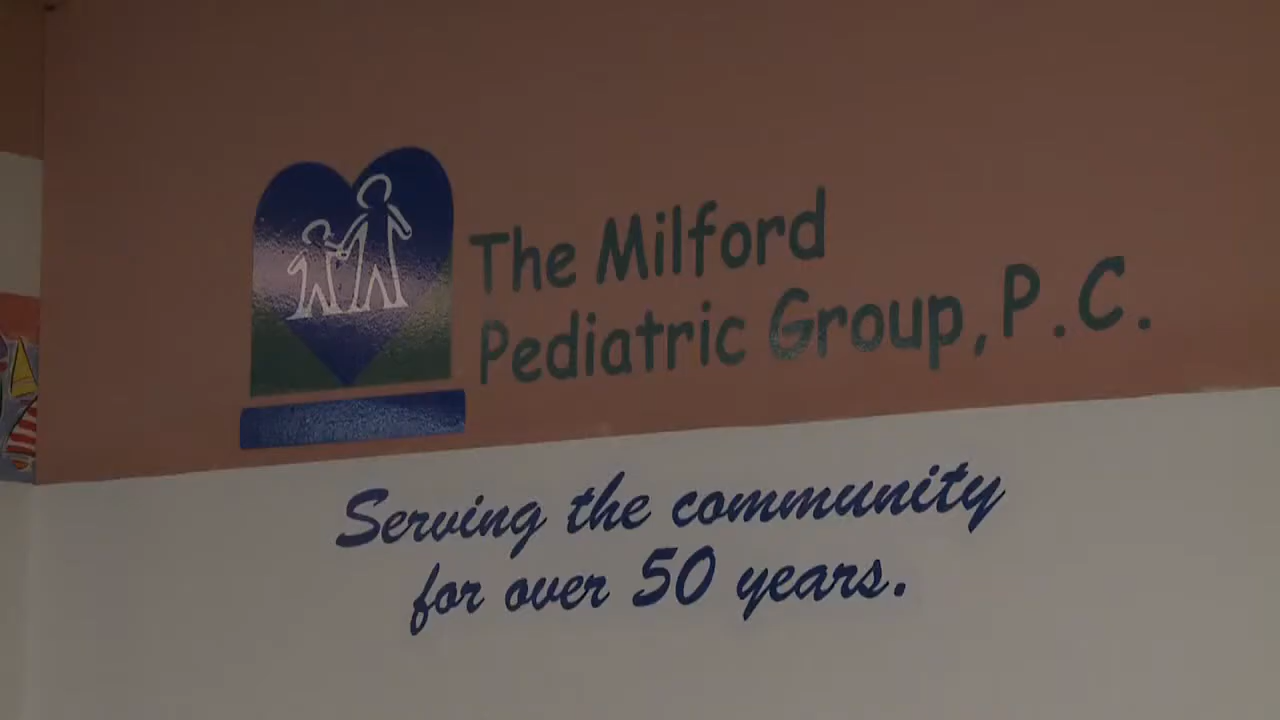 The Milford
Pediatric Group, P.C.
Serving the community
for over 50 years.